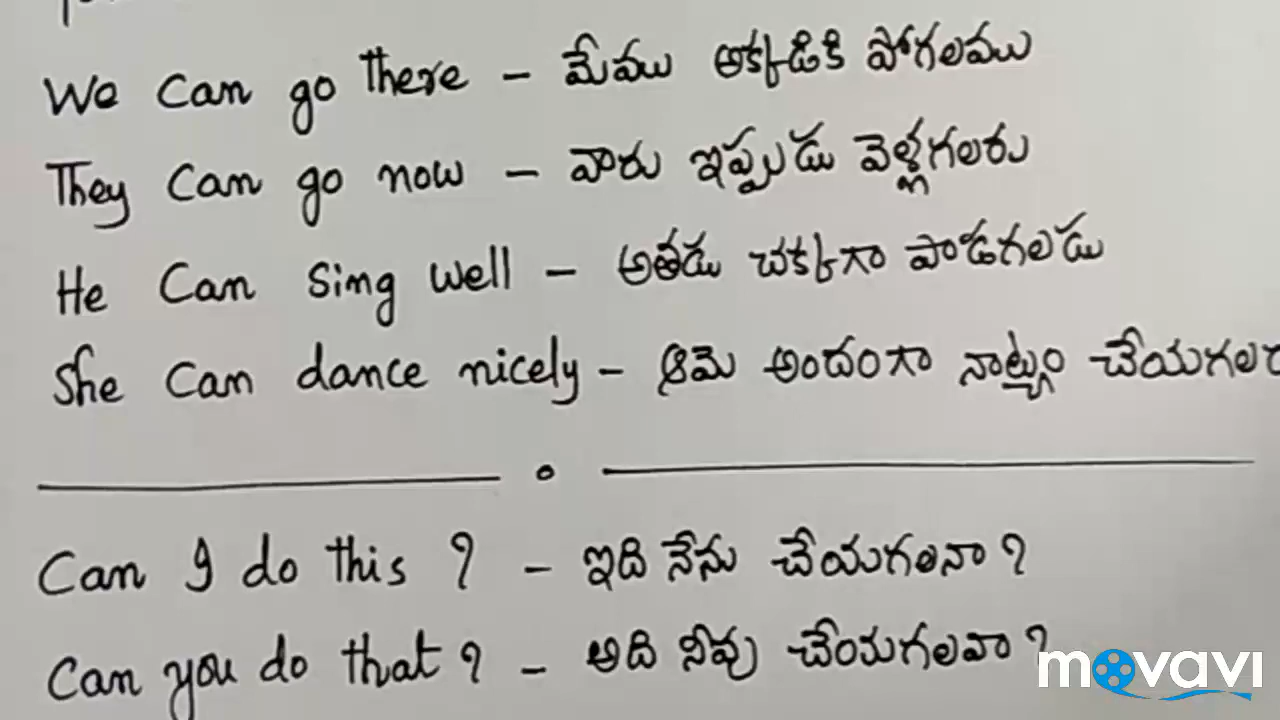 We Can go there - మేము అక్కడికి పోగలము
They Can go now - వారు ఇప్పుడు వెళ్ళగలరు
He Can Sing well - అతడు చక్కగా పాడగలడు
She Can dance nicely - ఆమె అందంగా నాట్యం
Can I do this ? - ఇది నేను చేయగలనా ?
Can you do that ? - అది నీవు చేయగలవా ?
movavi